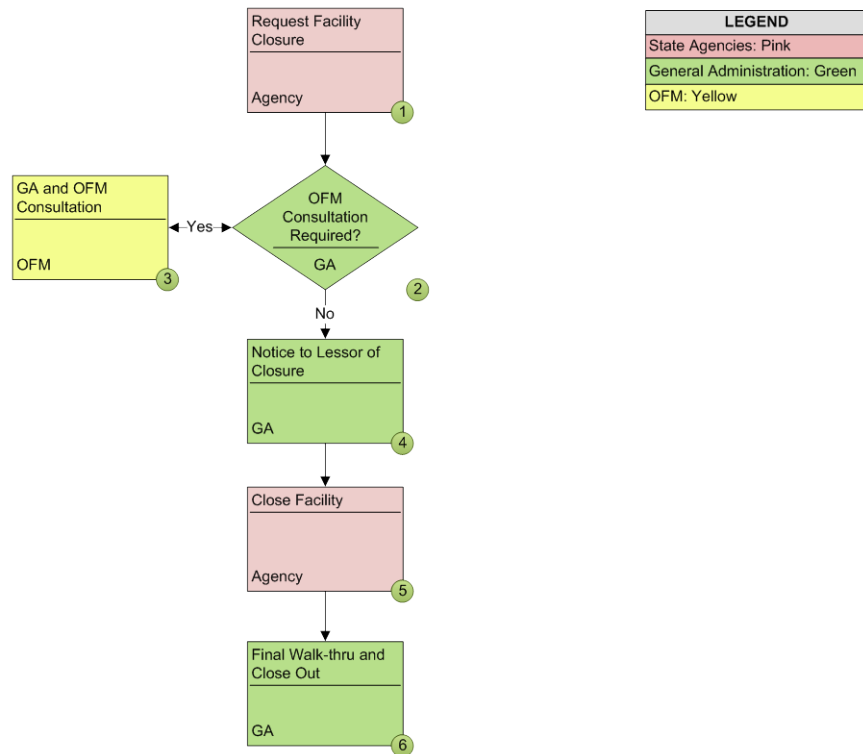 Request Facility
Closure
Agency
1
LEGEND
State Agencies: Pink
General Administration: Green
OFM: Yellow
GA and OFM
Consultation
OFM
3
Yes
OFM
Consultation
Required?
GA
2
No
Notice to Lessor of
Closure
GA
4
Close Facility
Agency
5
Final Walk-thru and
Close Out
GA
6